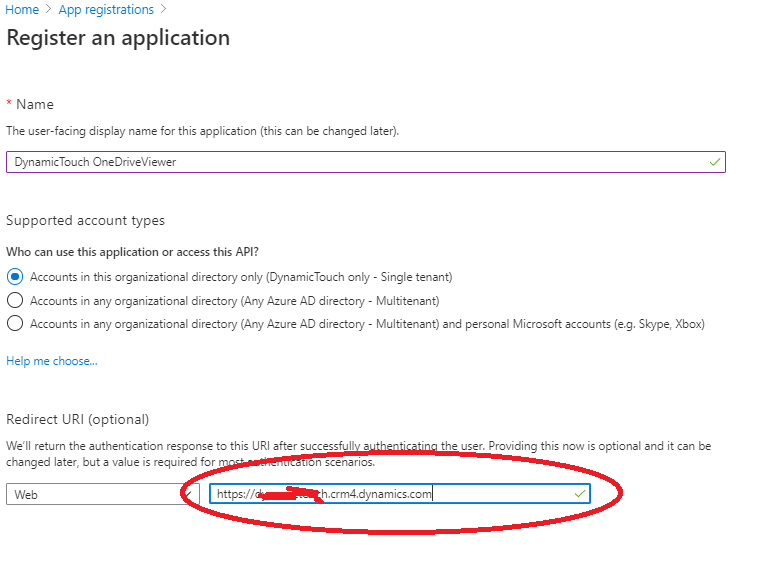 Home > App registrations >
Register an application
* Name
The user-facing display name for this application (this can be changed later).
DynamicTouch OneDriveViewer
Supported account types
Who can use this application or access this API?
Accounts in this organizational directory only (DynamicTouch only - Single tenant)
Accounts in any organizational directory (Any Azure AD directory - Multitenant)
Accounts in any organizational directory (Any Azure AD directory - Multitenant) and personal Microsoft accounts (e.g. Skype, Xbox)
Help me choose...
Redirect URI (optional)
We'll return the authentication response to this URI after successfully authenticating the user. Providing this now is optional and it can be
changed later, but a value is required for most authentication scenarios.
Web